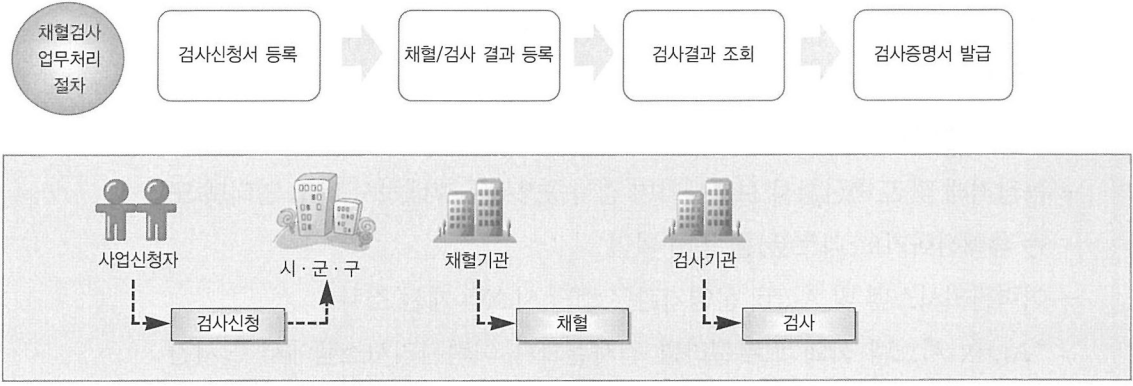 채혈검사
업무처리
절차
검사신청서 등록
채혈/검사 결과 등록
검사결과 조회
검사증명서 발급
사업신청자
시·군·구
채혈기관
검사기관
검사신청
채혈
검사